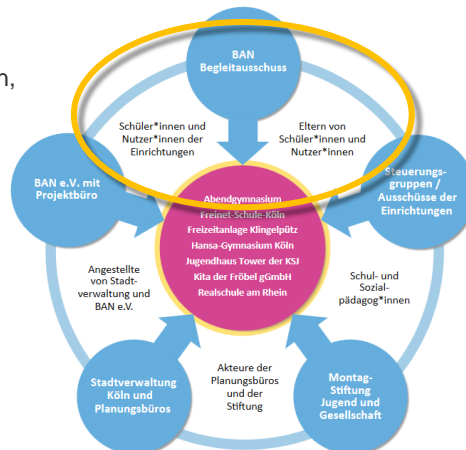 n,
BAN
Begleitausschuss
Schüler*innen und
Nutzer*innen der
Einrichtungen
Eltern von
Schüler*innen und
Nutzer*innen
BAN e.V. mit
Projektbüro
Steuerungs-
gruppen /
Ausschüsse der
Einrichtungen
Abendgymnasium
Freinet-Schule-Köln
Freizeitanlage Klingelpütz
Hansa-Gymnasium Köln
Jugendhaus Tower der KSJ
Kita der Fröbel gGmbH
Realschule am Rhein
Angestellte
von Stadt-
verwaltung und
BAN e.V.
Schul- und
Sozial-
pädagog*innen
Stadtverwaltung
Köln und
Planungsbüros
Akteure der
Planungsbüros
und der
Stiftung
Montag-
Stiftung
Jugend und
Gesellschaft